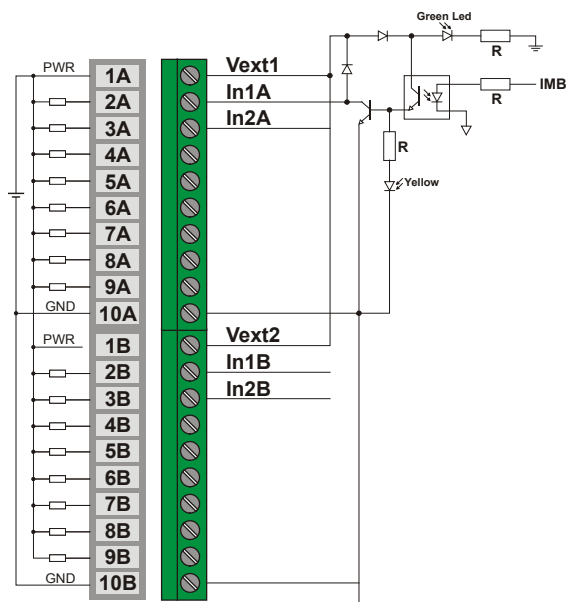 Green Led
R
PWR
Vext1
1A
IMB
In1A
2A
R
In2A
3A
R
4A
Yellow
5A
6A
7A
8A
9A
GND
10A
PWR
Vext2
1B
In1B
2B
In2B
3B
4B
5B
6B
7B
8B
9B
GND
10B